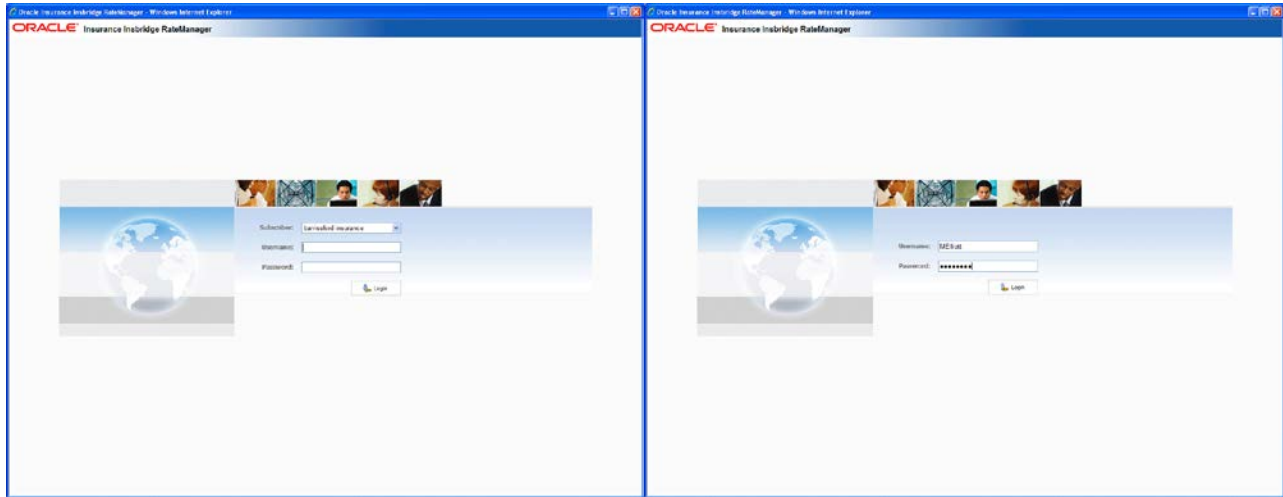 Oracle Insurance Insbridge RateManager - Windows Internet Explorer
ORACLE Insurance Insbridge RateManager
Subscriber:
Username:
Password:
Login
Oracle Insurance Insbridge RateManager - Windows Internet Explorer
ORACLE Insurance Insbridge RateManager
Username:
Password: ●●●●●●●●
Login